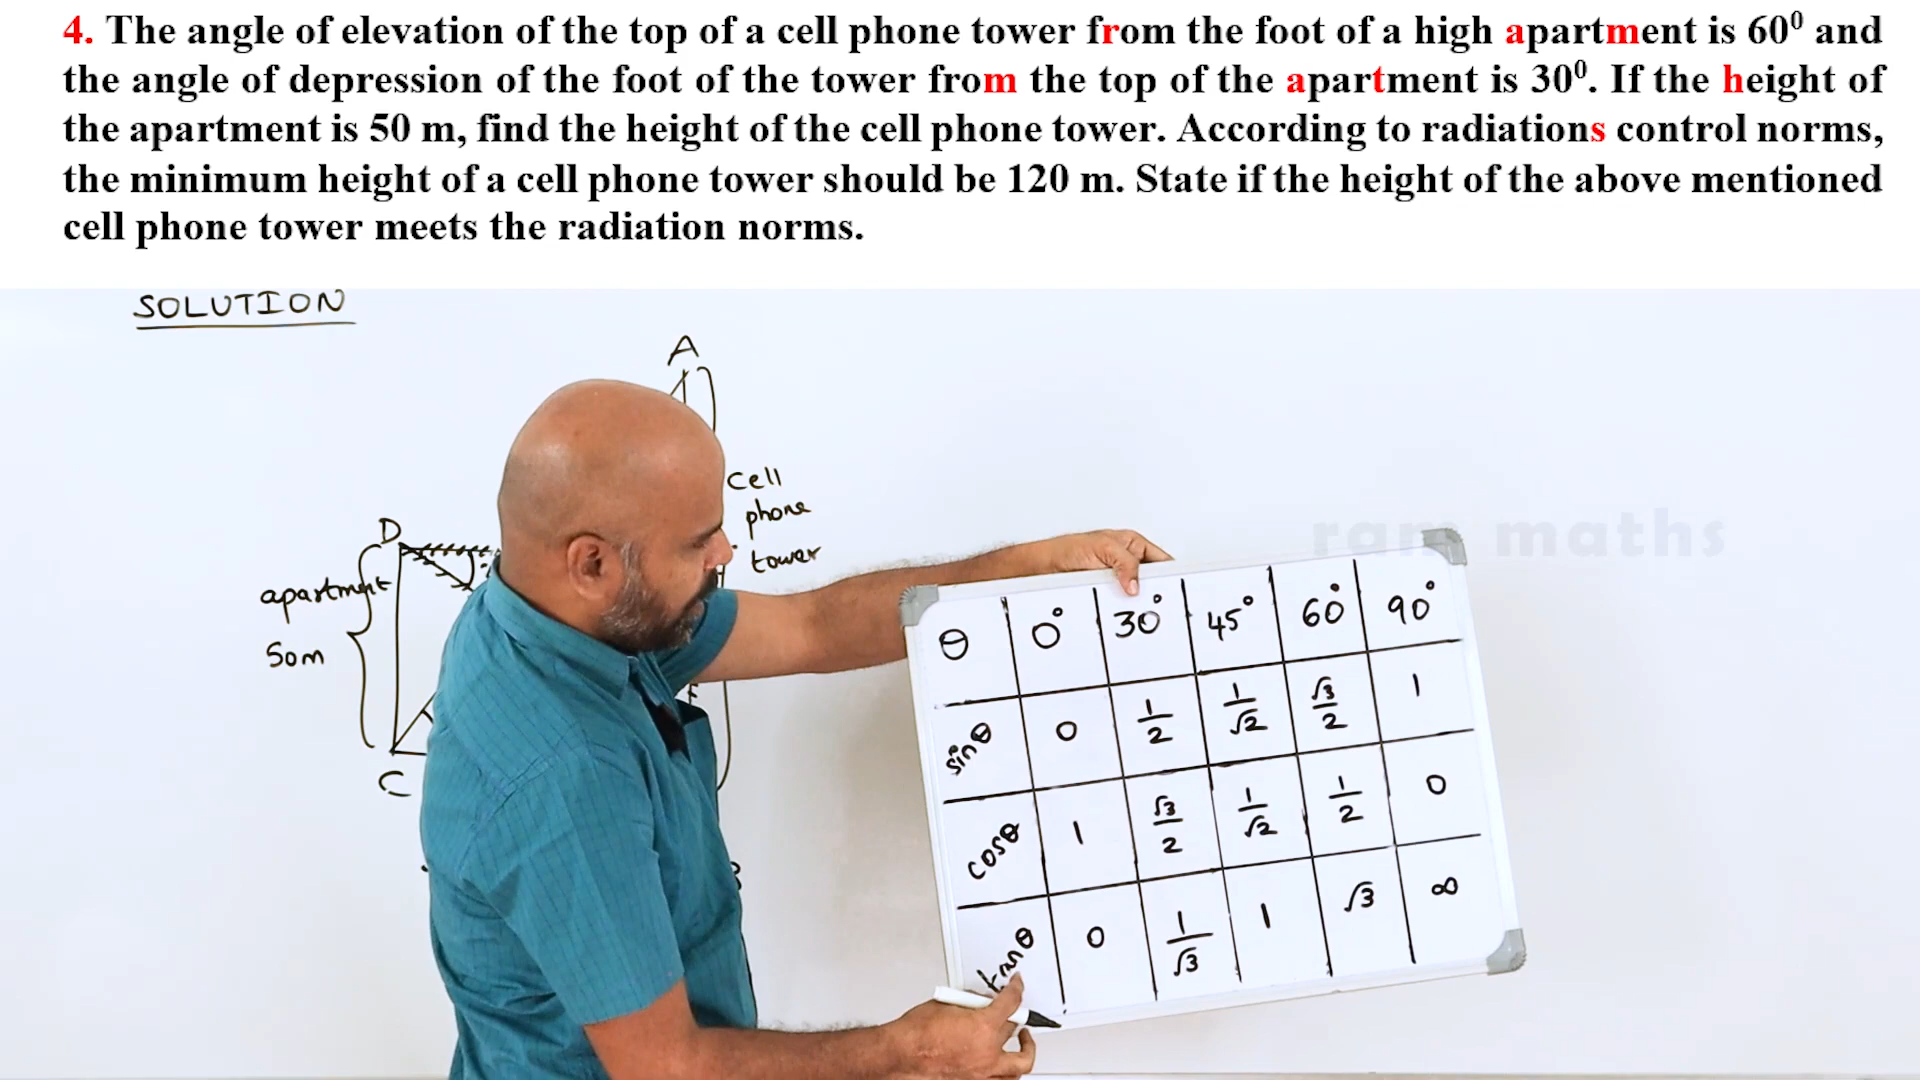 4. The angle of elevation of the top of a cell phone tower from the foot of a high apartment is 60⁰ and
the angle of depression of the foot of the tower from the top of the apartment is 30⁰. If the height of
the apartment is 50 m, find the height of the cell phone tower. According to radiations control norms,
the minimum height of a cell phone tower should be 120 m. State if the height of the above mentioned
cell phone tower meets the radiation norms.
SOLUTION
A
cell
phone
tower
D
apartment
50m
C
ram maths
θ 0° 30° 45° 60° 90°
sinθ 0 1/2 1/√2 √3/2 1
cosθ 1 √3/2 1/√2 1/2 0
tanθ 0 1/√3 1 √3 ∞